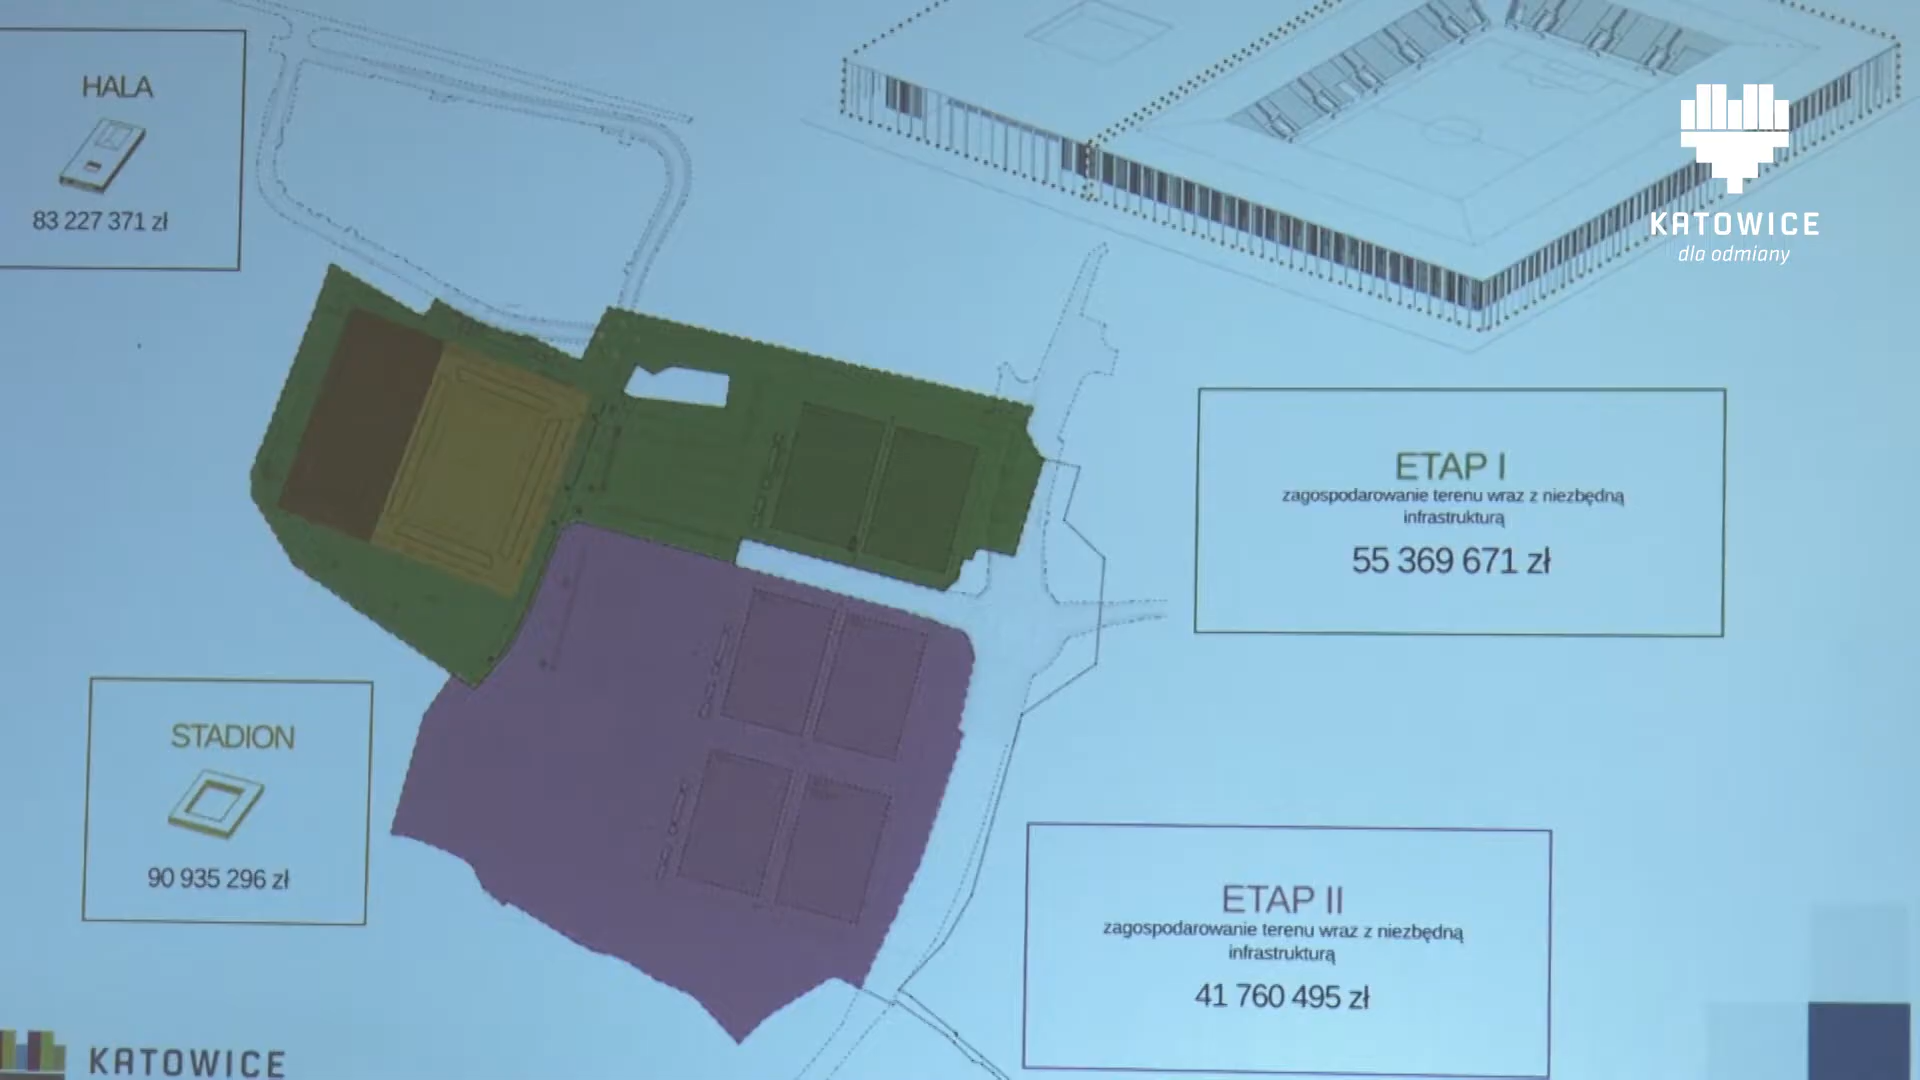 HALA
83 227 371 zł
KATOWICE
dla odmiany
ETAP I
zagospodarowanie terenu wraz z niezbędną
infrastrukturą
55 369 671 zł
STADION
90 935 296 zł
ETAP II
zagospodarowanie terenu wraz z niezbędną
infrastrukturą
41 760 495 zł
KATOWICE